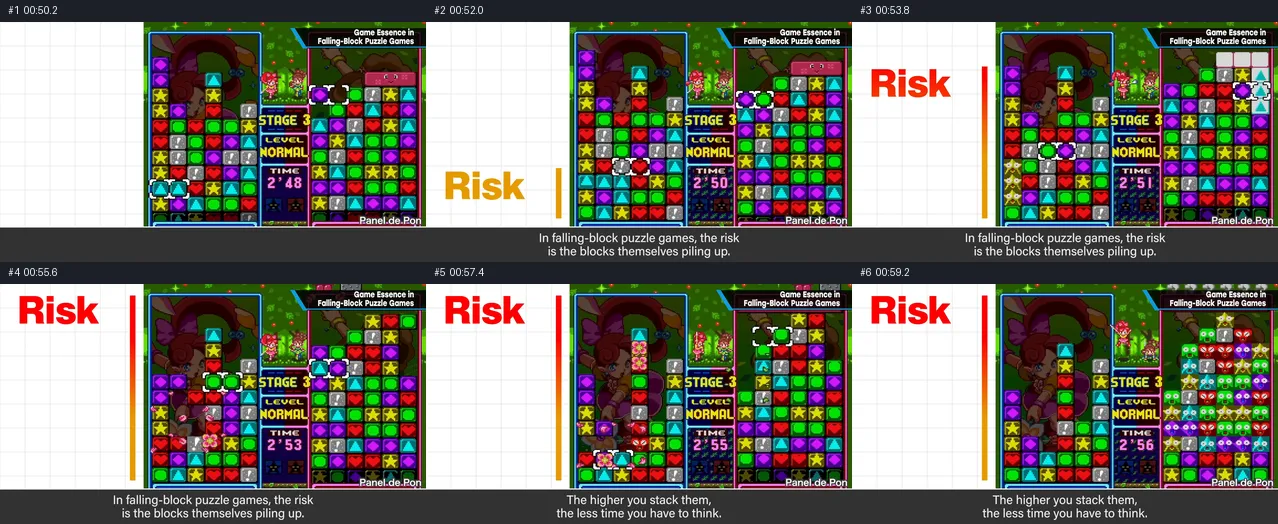 #1 00:50.2
Game Essence in
Falling-Block Puzzle Games
STAGE 3
LEVEL
NORMAL
TIME
2'48
Panel de Pon
#2 00:52.0
Risk
Game Essence in
Falling-Block Puzzle Games
STAGE 3
LEVEL
NORMAL
TIME
2'50
Panel de Pon
In falling-block puzzle games, the risk
is the blocks themselves piling up.
#3 00:53.8
Risk
Game Essence in
Falling-Block Puzzle Games
STAGE 3
LEVEL
NORMAL
TIME
2'51
Panel de Pon
In falling-block puzzle games, the risk
is the blocks themselves piling up.
#4 00:55.6
Risk
Game Essence in
Falling-Block Puzzle Games
STAGE 3
LEVEL
NORMAL
TIME
2'53
Panel de Pon
In falling-block puzzle games, the risk
is the blocks themselves piling up.
#5 00:57.4
Risk
Game Essence in
Falling-Block Puzzle Games
STAGE 3
LEVEL
NORMAL
TIME
2'55
Panel de Pon
The higher you stack them,
the less time you have to think.
#6 00:59.2
Risk
Game Essence in
Falling-Block Puzzle Games
STAGE 3
LEVEL
NORMAL
TIME
2'56
Panel de Pon
The higher you stack them,
the less time you have to think.